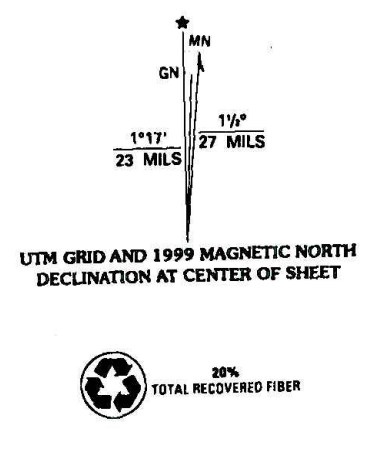 MN
GN
1°17'
23 MILS
1½°
27 MILS
UTM GRID AND 1999 MAGNETIC NORTH
DECLINATION AT CENTER OF SHEET
20%
TOTAL RECOVERED FIBER